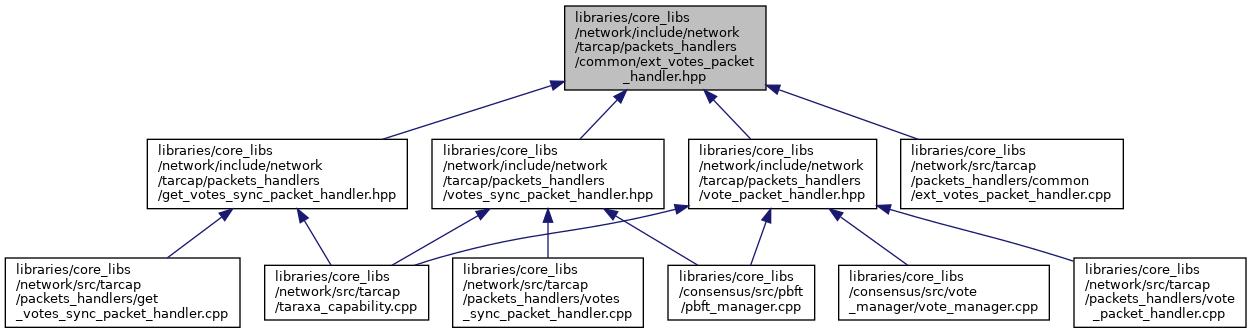 libraries/core_libs
/network/include/network
/tarcap/packets_handlers
/common/ext_votes_packet
_handler.hpp
libraries/core_libs
/network/include/network
/tarcap/packets_handlers
/get_votes_sync_packet_handler.hpp
libraries/core_libs
/network/include/network
/tarcap/packets_handlers
/votes_sync_packet_handler.hpp
libraries/core_libs
/network/include/network
/tarcap/packets_handlers
/vote_packet_handler.hpp
libraries/core_libs
/network/src/tarcap
/packets_handlers/common
/ext_votes_packet_handler.cpp
libraries/core_libs
/network/src/tarcap
/packets_handlers/get
_votes_sync_packet_handler.cpp
libraries/core_libs
/network/src/tarcap
/taraxa_capability.cpp
libraries/core_libs
/network/src/tarcap
/packets_handlers/votes
_sync_packet_handler.cpp
libraries/core_libs
/consensus/src/pbft
/pbft_manager.cpp
libraries/core_libs
/consensus/src/vote
_manager/vote_manager.cpp
libraries/core_libs
/network/src/tarcap
/packets_handlers/vote
_packet_handler.cpp